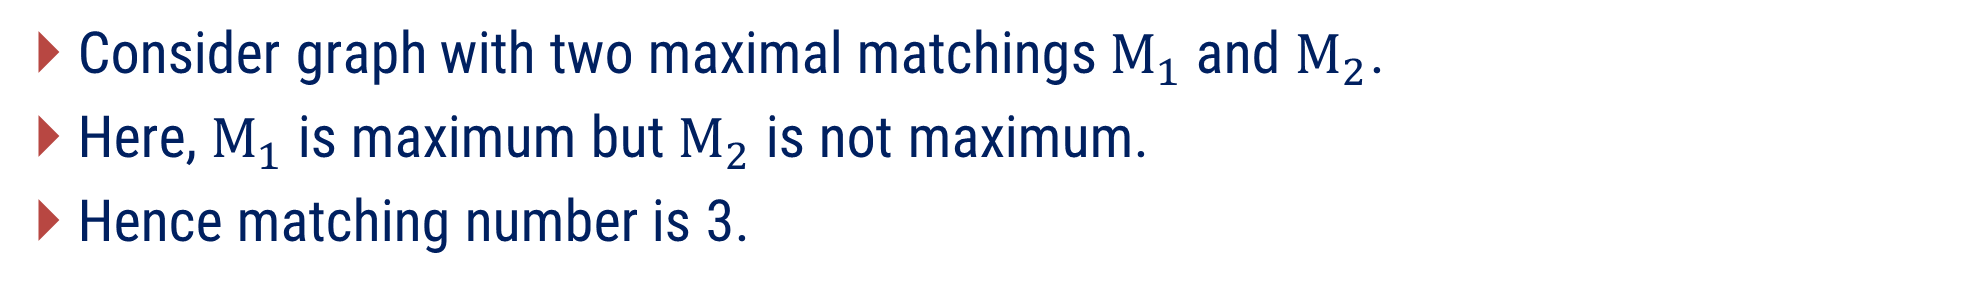 Consider graph with two maximal matchings M₁ and M₂.
Here, M₁ is maximum but M₂ is not maximum.
Hence matching number is 3.